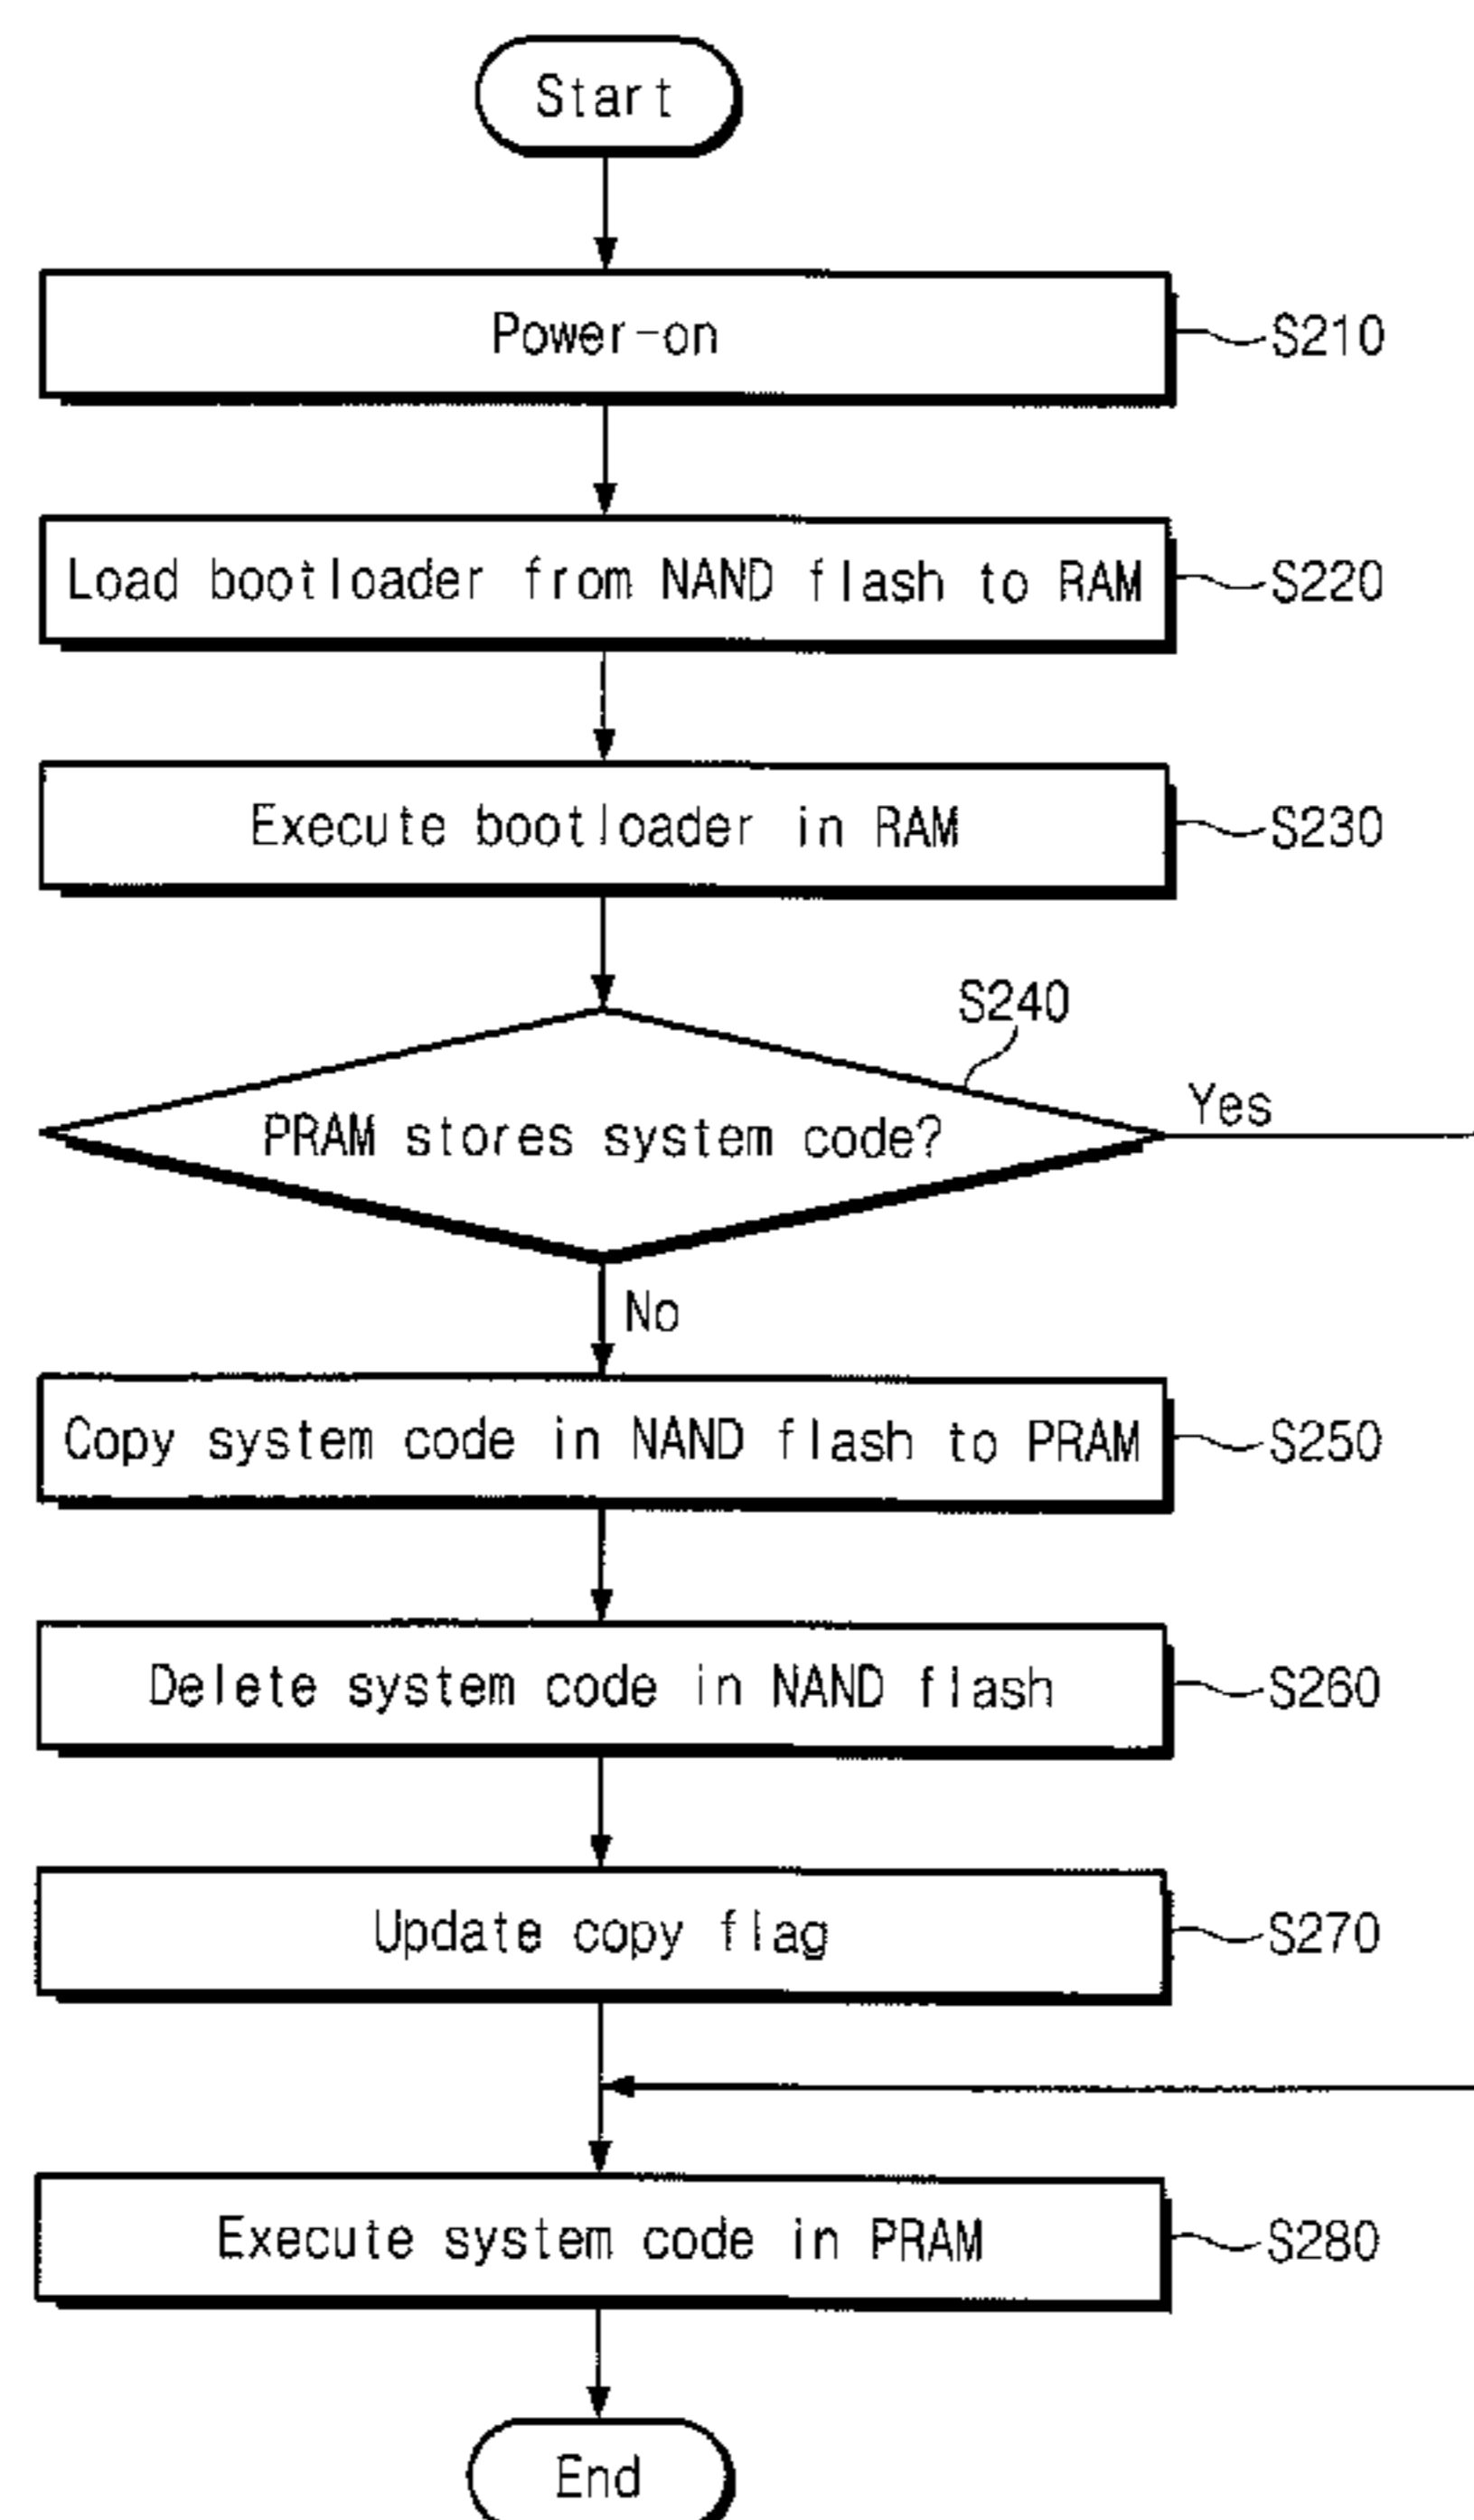 Start
Power-on
S210
Load bootloader from NAND flash to RAM
S220
Execute bootloader in RAM
S230
S240
PRAM stores system code?
Yes
No
Copy system code in NAND flash to PRAM
S250
Delete system code in NAND flash
S260
Update copy flag
S270
Execute system code in PRAM
S280
End